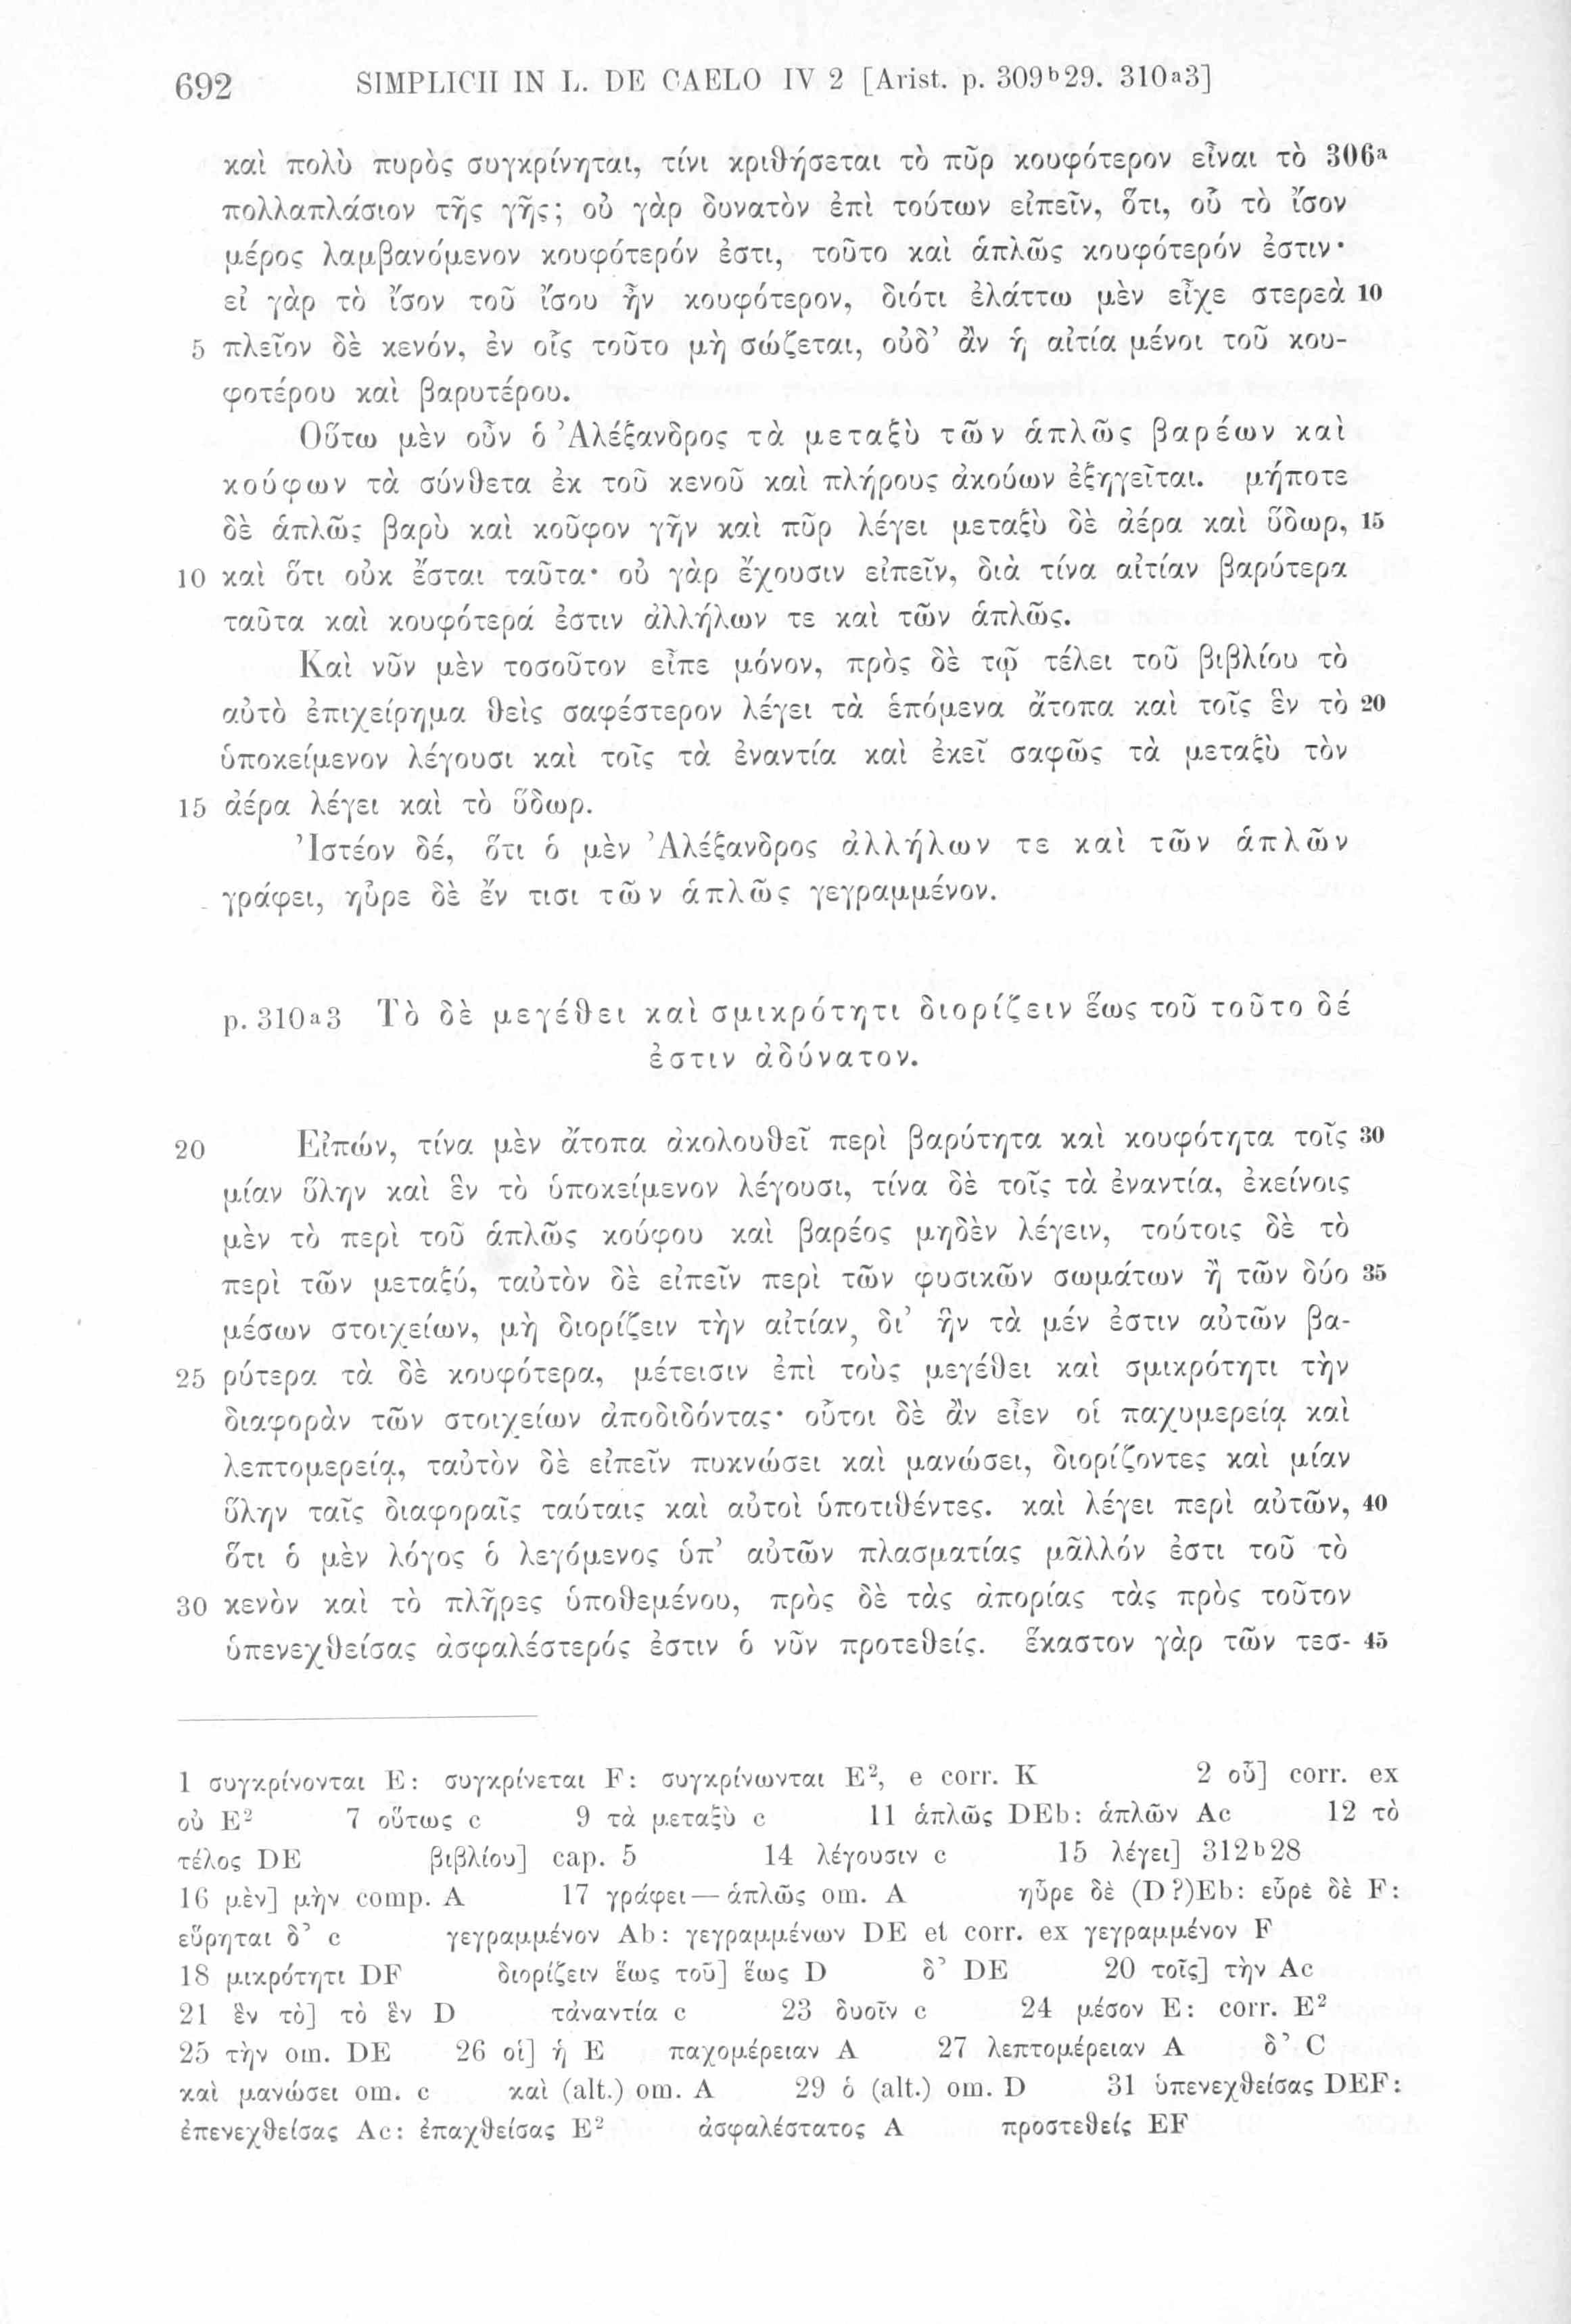 692 SIMPLICII IN L. DE CAELO IV 2 [Arist. p. 309ᵇ29. 310ᵃ3]
καὶ πολὺ πυρὸς συγκρίνηται, τίνι κριθήσεται τὸ πῦρ κουφότερον εἶναι τὸ 306ᵃ
πολλαπλάσιον τῆς γῆς; οὐ γὰρ δυνατὸν ἐπὶ τούτων εἰπεῖν, ὅτι, οὗ τὸ ἴσον
μέρος λαμβανόμενον κουφότερόν ἐστι, τοῦτο καὶ ἁπλῶς κουφότερόν ἐστιν·
εἰ γὰρ τὸ ἴσον τοῦ ἴσου ἦν κουφότερον, διότι ἐλάττω μὲν εἶχε στερεὰ 10
5 πλεῖον δὲ κενόν, ἐν οἷς τοῦτο μὴ σώζεται, οὐδ’ ἂν ἡ αἰτία μένοι τοῦ κου-
φοτέρου καὶ βαρυτέρου.
Οὕτω μὲν οὖν ὁ Ἀλέξανδρος τὰ μεταξὺ τῶν ἁπλῶς βαρέων καὶ
κούφων τὰ σύνθετα ἐκ τοῦ κενοῦ καὶ πλήρους ἀκούων ἐξηγεῖται. μήποτε
δὲ ἁπλῶς βαρὺ καὶ κοῦφον γῆν καὶ πῦρ λέγει μεταξὺ δὲ ἀέρα καὶ ὕδωρ, 15
10 καὶ ὅτι οὐκ ἔσται ταῦτα· οὐ γὰρ ἔχουσιν εἰπεῖν, διὰ τίνα αἰτίαν βαρύτερα
ταῦτα καὶ κουφότερά ἐστιν ἀλλήλων τε καὶ τῶν ἁπλῶς.
Καὶ νῦν μὲν τοσοῦτον εἶπε μόνον, πρὸς δὲ τῷ τέλει τοῦ βιβλίου τὸ
αὐτὸ ἐπιχείρημα θεὶς σαφέστερον λέγει τὰ ἑπόμενα ἄτοπα καὶ τοῖς ἓν τὸ 20
ὑποκείμενον λέγουσι καὶ τοῖς τὰ ἐναντία καὶ ἐκεῖ σαφῶς τὰ μεταξὺ τὸν
15 ἀέρα λέγει καὶ τὸ ὕδωρ.
Ἰστέον δέ, ὅτι ὁ μὲν Ἀλέξανδρος ἀλλήλων τε καὶ τῶν ἁπλῶν
γράφει, ηὗρε δὲ ἔν τισι τῶν ἁπλῶς γεγραμμένον.
p. 310ᵃ3 Τὸ δὲ μεγέθει καὶ σμικρότητι διορίζειν ἕως τοῦ τοῦτο δέ
ἐστιν ἀδύνατον.
20 Εἰπών, τίνα μὲν ἄτοπα ἀκολουθεῖ περὶ βαρύτητα καὶ κουφότητα τοῖς 30
μίαν ὕλην καὶ ἓν τὸ ὑποκείμενον λέγουσι, τίνα δὲ τοῖς τὰ ἐναντία, ἐκείνοις
μὲν τὸ περὶ τοῦ ἁπλῶς κούφου καὶ βαρέος μηδὲν λέγειν, τούτοις δὲ τὸ
περὶ τῶν μεταξύ, ταὐτὸν δὲ εἰπεῖν περὶ τῶν φυσικῶν σωμάτων ἢ τῶν δύο 35
μέσων στοιχείων, μὴ διορίζειν τὴν αἰτίαν, δι’ ἣν τὰ μέν ἐστιν αὐτῶν βα-
25 ρύτερα τὰ δὲ κουφότερα, μέτεισιν ἐπὶ τοὺς μεγέθει καὶ σμικρότητι τὴν
διαφορὰν τῶν στοιχείων ἀποδιδόντας· οὗτοι δὲ ἂν εἶεν οἱ παχυμερείᾳ καὶ
λεπτομερείᾳ, ταὐτὸν δὲ εἰπεῖν πυκνώσει καὶ μανώσει, διορίζοντες καὶ μίαν
ὕλην ταῖς διαφοραῖς ταύταις καὶ αὐτοὶ ὑποτιθέντες. καὶ λέγει περὶ αὐτῶν, 40
ὅτι ὁ μὲν λόγος ὁ λεγόμενος ὑπ’ αὐτῶν πλασματίας μᾶλλόν ἐστι τοῦ τὸ
30 κενὸν καὶ τὸ πλῆρες ὑποθεμένου, πρὸς δὲ τὰς ἀπορίας τὰς πρὸς τοῦτον
ὑπενεχθείσας ἀσφαλέστερός ἐστιν ὁ νῦν προτεθείς. ἕκαστον γὰρ τῶν τεσ- 45
1 συγκρίνονται E: συγκρίνεται F: συγκρίνωνται E², e corr. K 2 οὗ] corr. ex
οὐ E² 7 οὕτως c 9 τὰ μεταξὺ c 11 ἁπλῶς DEb: ἁπλῶν Ac 12 τὸ
τέλος DE βιβλίου] cap. 5 14 λέγουσιν c 15 λέγει] 312ᵇ28
16 μὲν] μὴν comp. A 17 γράφει — ἁπλῶς om. A ηὗρε δὲ (D?)Eb: εὗρὲ δὲ F:
εὕρηται δ’ c γεγραμμένον Ab: γεγραμμένων DE et corr. ex γεγραμμένον F
18 μικρότητι DF διορίζειν ἕως τοῦ] ἕως D δ’ DE 20 τοῖς] τὴν Ac
21 ἓν τὸ] τὸ ἓν D τἀναντία c 23 δυοῖν c 24 μέσον E: corr. E²
25 τὴν om. DE 26 οἱ] ἡ E παχομέρειαν A 27 λεπτομέρειαν A δ’ C
καὶ μανώσει om. c καὶ (alt.) om. A 29 ὁ (alt.) om. D 31 ὑπενεχθείσας DEF:
ἐπενεχθείσας Ac: ἐπαχθείσας E² ἀσφαλέστατος A προστεθείς EF